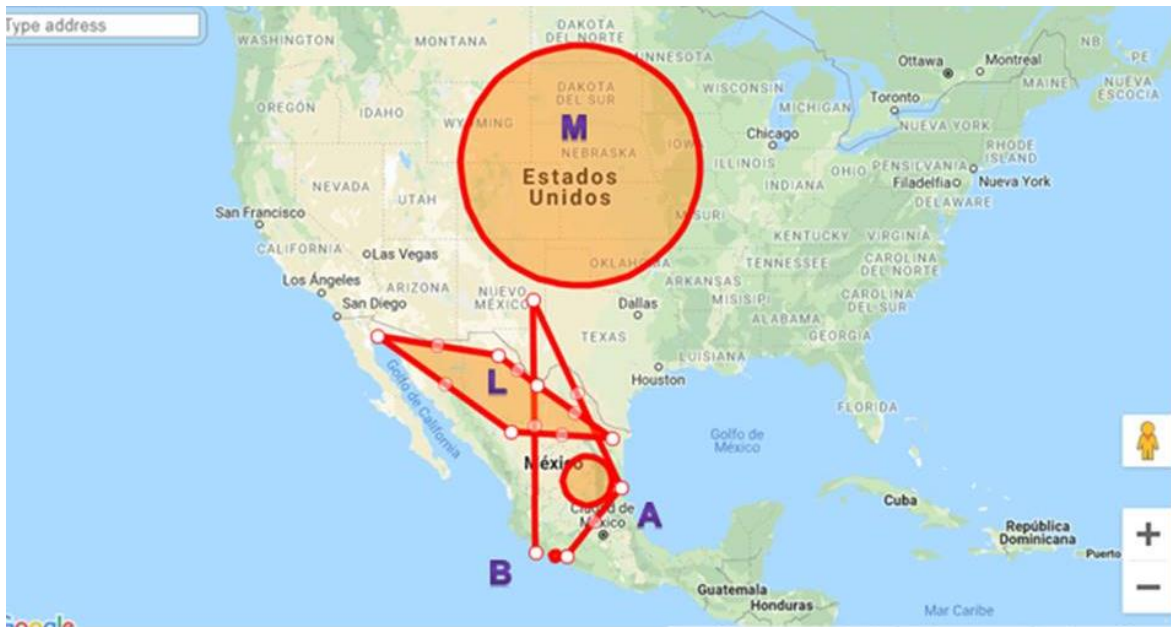 Type address
WASHINGTON
MONTANA
DAKOTA
DEL NORTE
MINNESOTA
OREGÓN
IDAHO
WYOMING
DAKOTA
DEL SUR
M
NEBRASKA
IOWA
WISCONSIN
MICHIGAN
Ottawa
Montreal
NB
PE
MAINE
NUEVA
ESCOCIA
Toronto
NUEVA YORK
RHODE
ISLAND
Chicago
ILLINOIS
INDIANA
OHIO
PENSILVANIA
Filadelfia
Nueva York
DELAWARE
Estados
Unidos
NEVADA
UTAH
San Francisco
CALIFORNIA
Las Vegas
MISURI
KENTUCKY
VIRGINIA
CAROLINA
DEL NORTE
TENNESSEE
OKLAHOMA
ARKANSAS
MISISIPI
CAROLINA
DEL SUR
ALABAMA
GEORGIA
Los Ángeles
San Diego
ARIZONA
NUEVO
MÉXICO
Dallas
TEXAS
LUISIANA
Houston
FLORIDA
L
Golfo de California
Golfo de
México
México
Ciudad de
México
A
B
Cuba
República
Dominicana
Puerto
Guatemala
Honduras
Mar Caribe
Google
+
−